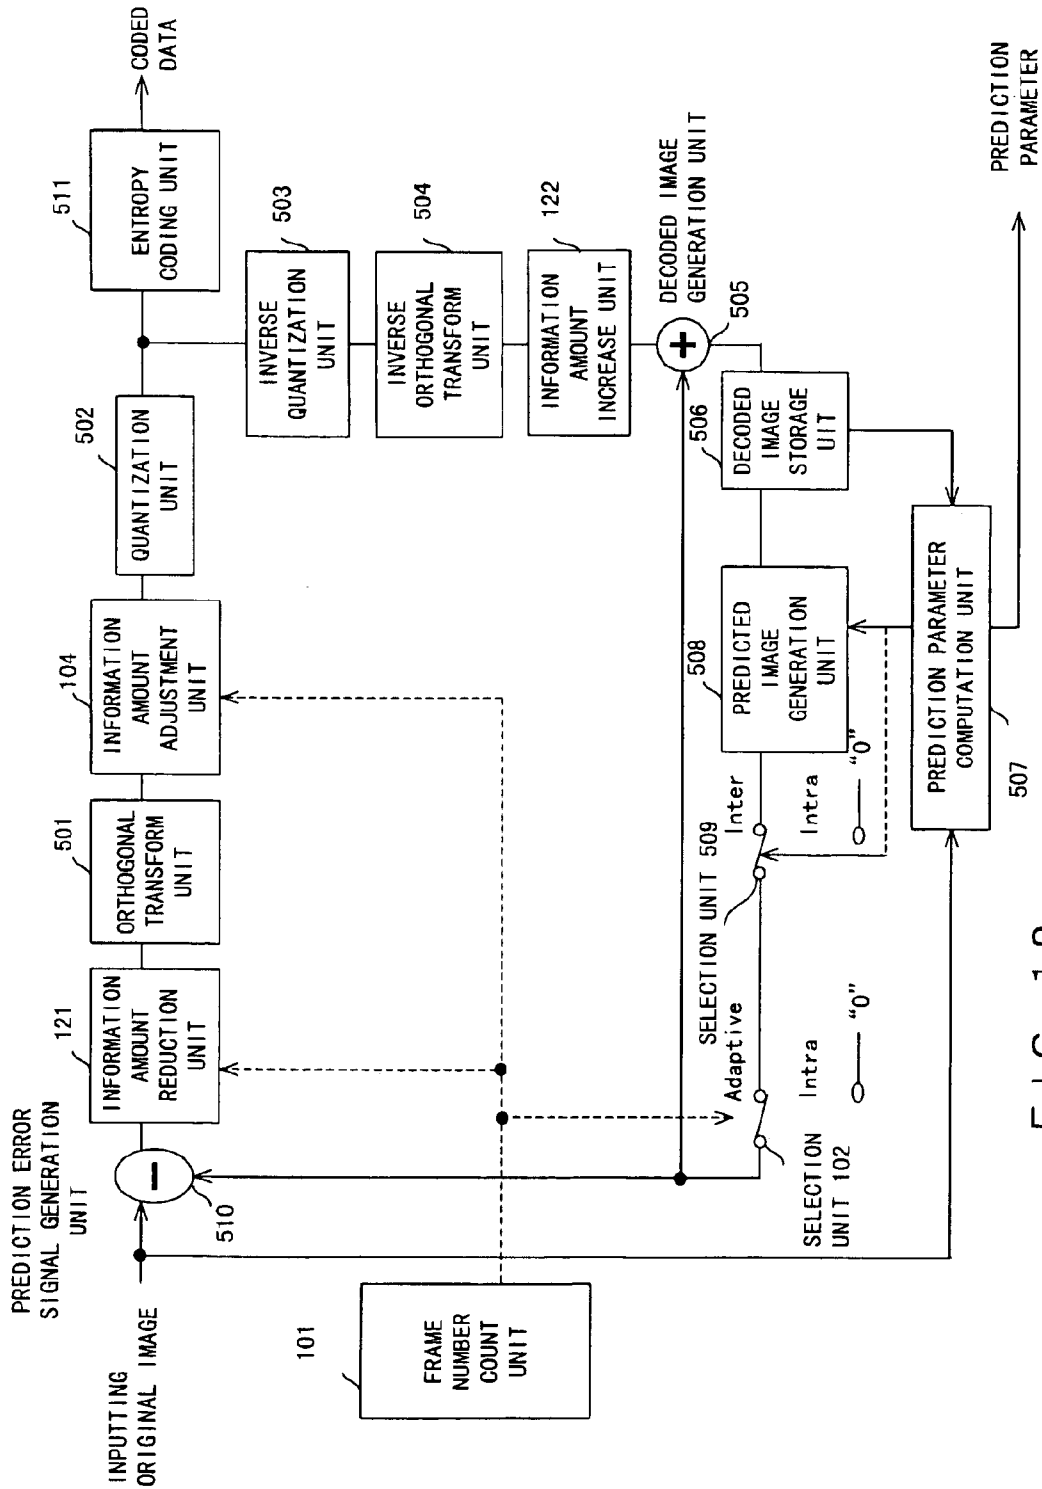 PREDICTION ERROR
SIGNAL GENERATION
UNIT
INPUTTING
ORIGINAL IMAGE
510
121
INFORMATION
AMOUNT
REDUCTION
UNIT
501
ORTHOGONAL
TRANSFORM
UNIT
104
INFORMATION
AMOUNT
ADJUSTMENT
UNIT
502
QUANTIZATION
UNIT
511
ENTROPY
CODING UNIT
CODED
DATA
503
INVERSE
QUANTIZATION
UNIT
504
INVERSE
ORTHOGONAL
TRANSFORM
UNIT
122
INFORMATION
AMOUNT
INCREASE UNIT
DECODED IMAGE
GENERATION UNIT
+
505
101
FRAME
NUMBER
COUNT
UNIT
506
DECODED
IMAGE
STORAGE
UIT
508
PREDICTED
IMAGE
GENERATION
UNIT
SELECTION UNIT 509
Inter
Intra
"0"
Adaptive
Intra
"0"
SELECTION
UNIT 102
PREDICTION PARAMETER
COMPUTATION UNIT
507
PREDICTION
PARAMETER